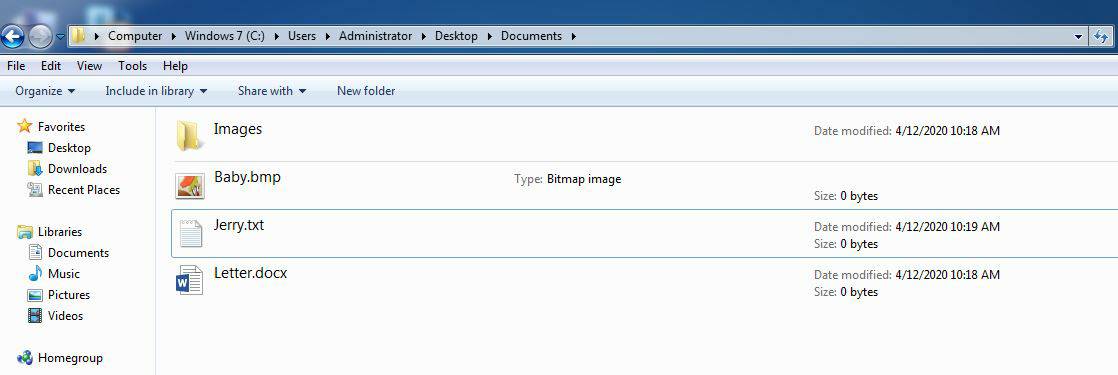 Computer Windows 7 (C:) Users Administrator Desktop Documents
File Edit View Tools Help
Organize Include in library Share with New folder
Favorites
Desktop
Downloads
Recent Places
Libraries
Documents
Music
Pictures
Videos
Homegroup
Images Date modified: 4/12/2020 10:18 AM
Baby.bmp Type: Bitmap image
Size: 0 bytes
Jerry.txt Date modified: 4/12/2020 10:19 AM
Size: 0 bytes
Letter.docx Date modified: 4/12/2020 10:18 AM
Size: 0 bytes